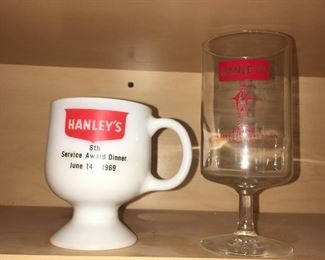 HANLEY'S
8th
Service Award Dinner
June 14 1969
HANLEY'S